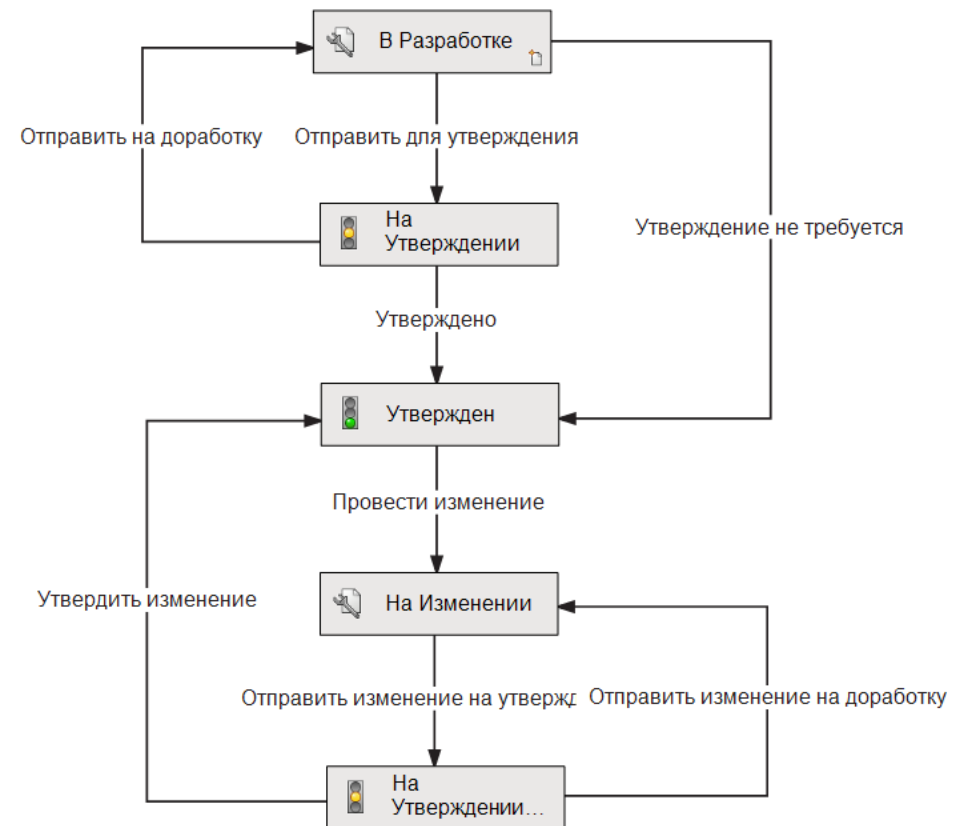 В Разработке
Отправить на доработку
Отправить для утверждения
На
Утверждении
Утверждение не требуется
Утверждено
Утвержден
Провести изменение
Утвердить изменение
На Изменении
Отправить изменение на утверж
Отправить изменение на доработку
На
Утверждении...